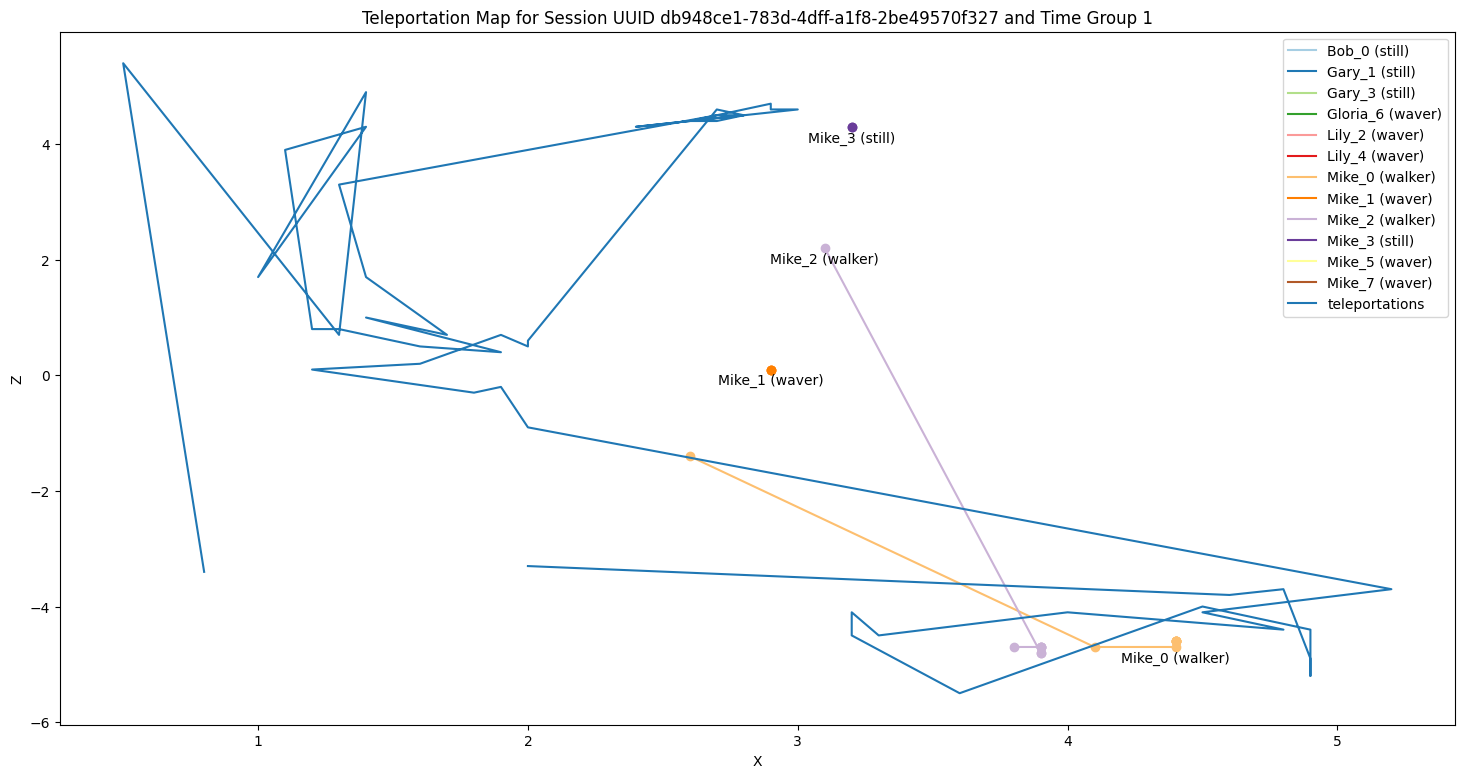 Teleportation Map for Session UUID db948ce1-783d-4dff-a1f8-2be49570f327 and Time Group 1
Bob_0 (still)
Gary_1 (still)
Gary_3 (still)
Gloria_6 (waver)
Lily_2 (waver)
Lily_4 (waver)
Mike_0 (walker)
Mike_1 (waver)
Mike_2 (walker)
Mike_3 (still)
Mike_5 (waver)
Mike_7 (waver)
teleportations
Mike_3 (still)
Mike_2 (walker)
Mike_1 (waver)
Mike_0 (walker)
Z
4
2
0
−2
−4
−6
1
2
3
4
5
X